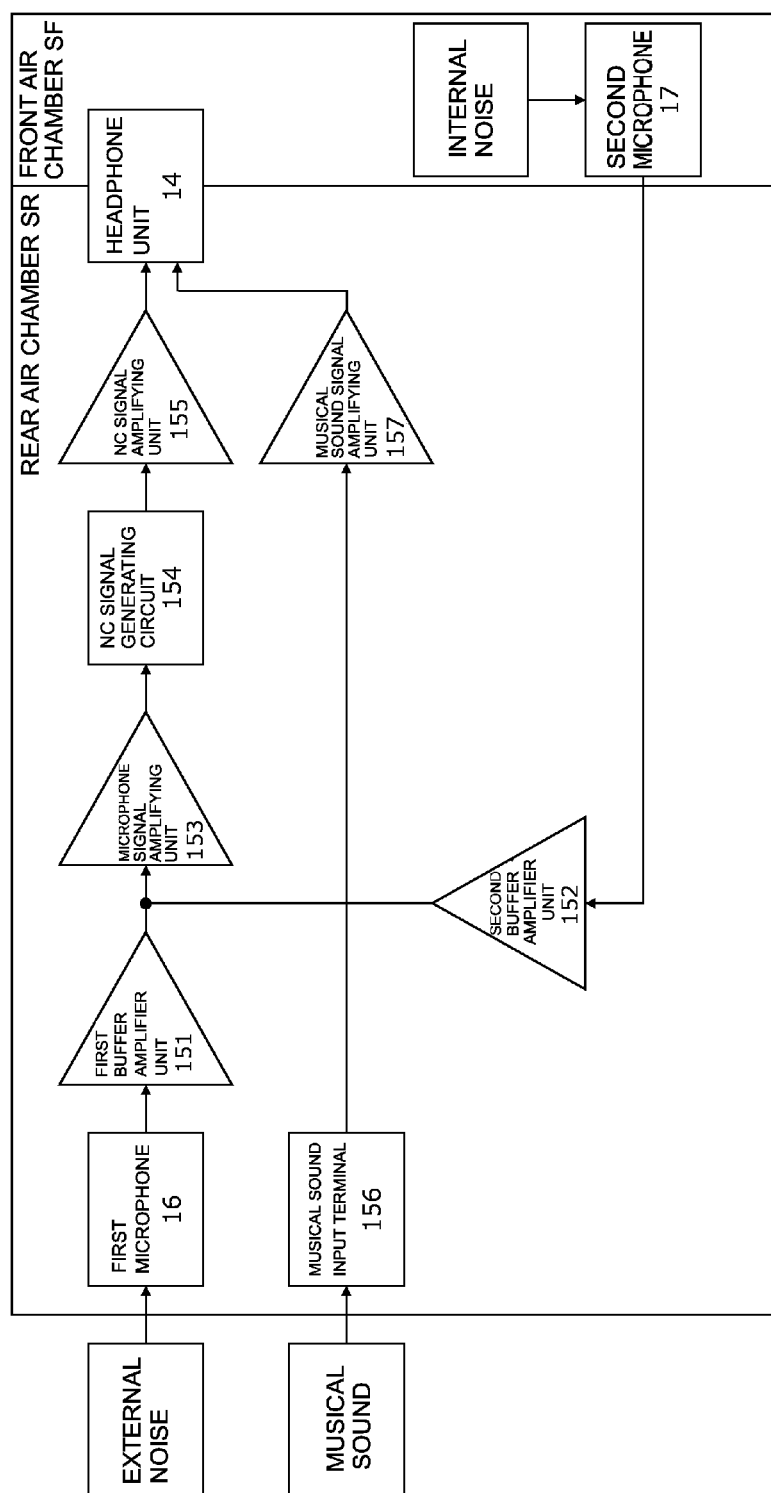 REAR AIR CHAMBER SR
FRONT AIR
CHAMBER SF
EXTERNAL
NOISE
FIRST
MICROPHONE
16
FIRST
BUFFER
AMPLIFIER
UNIT
151
MICROPHONE
SIGNAL
AMPLIFYING
UNIT
153
NC SIGNAL
GENERATING
CIRCUIT
154
NC SIGNAL
AMPLIFYING
UNIT
155
HEADPHONE
UNIT
14
MUSICAL
SOUND
MUSICAL SOUND
INPUT TERMINAL
156
MUSICAL
SOUND SIGNAL
AMPLIFYING
UNIT
157
INTERNAL
NOISE
SECOND
BUFFER
AMPLIFIER
UNIT
152
SECOND
MICROPHONE
17